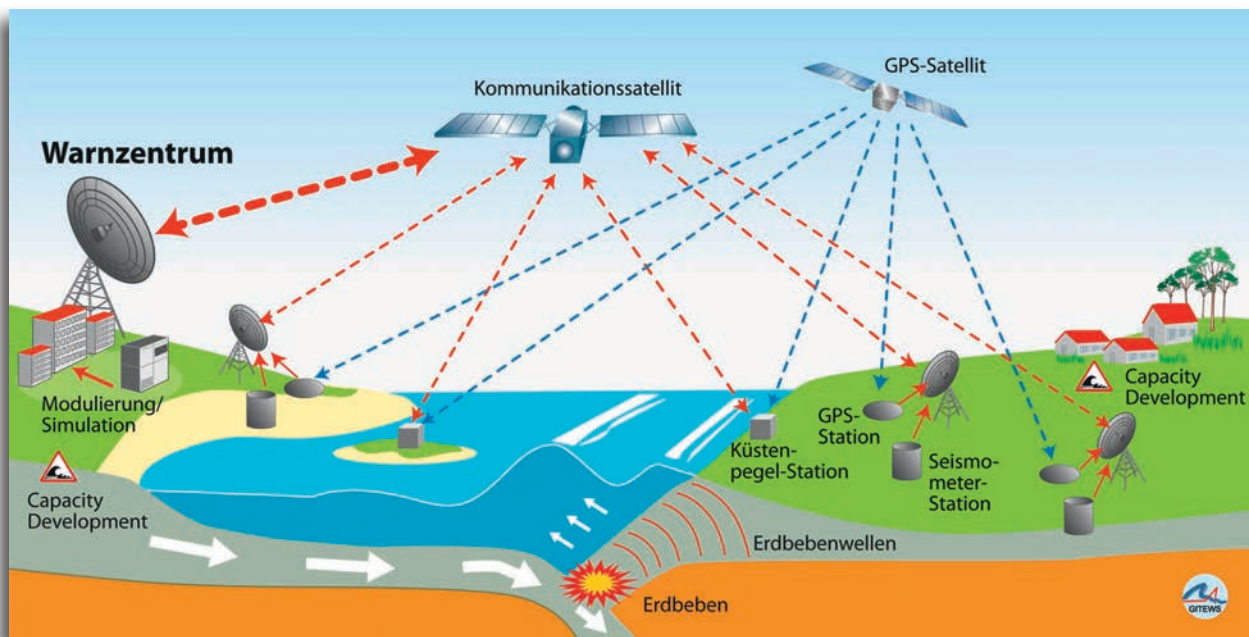 Kommunikationssatellit
GPS-Satellit
Warnzentrum
Modulierung/
Simulation
Capacity
Development
Küsten-
pegel-Station
GPS-
Station
Seismo-
meter-
Station
Capacity
Development
Erdbebenwellen
Erdbeben
GITEWS